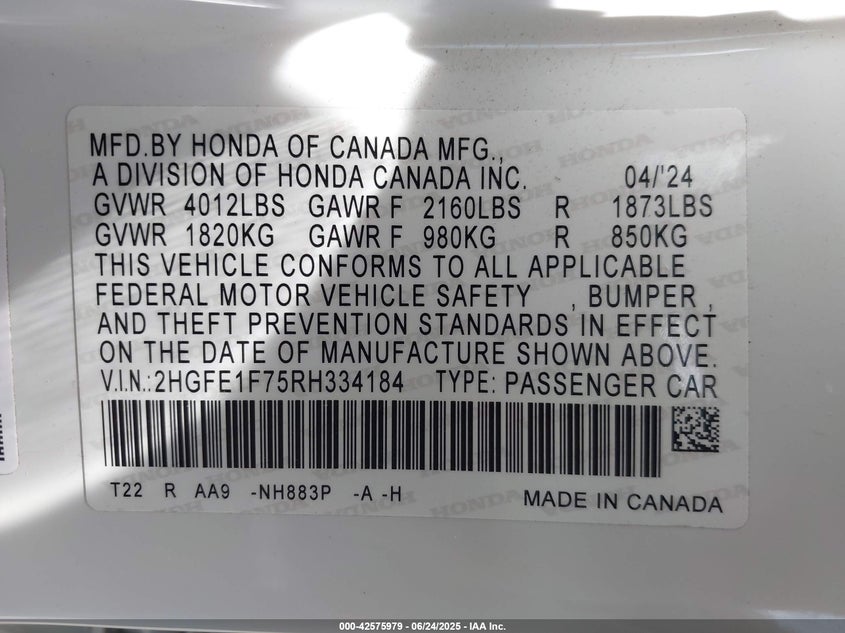 MFD.BY HONDA OF CANADA MFG.,
A DIVISION OF HONDA CANADA INC. 04/'24
GVWR 4012LBS GAWR F 2160LBS R 1873LBS
GVWR 1820KG GAWR F 980KG R 850KG
THIS VEHICLE CONFORMS TO ALL APPLICABLE
FEDERAL MOTOR VEHICLE SAFETY , BUMPER ,
AND THEFT PREVENTION STANDARDS IN EFFECT
ON THE DATE OF MANUFACTURE SHOWN ABOVE.
V.I.N.:2HGFE1F75RH334184 TYPE: PASSENGER CAR
T22 R AA9 -NH883P -A -H MADE IN CANADA
000-42575979 - 06/24/2025 - IAA Inc.